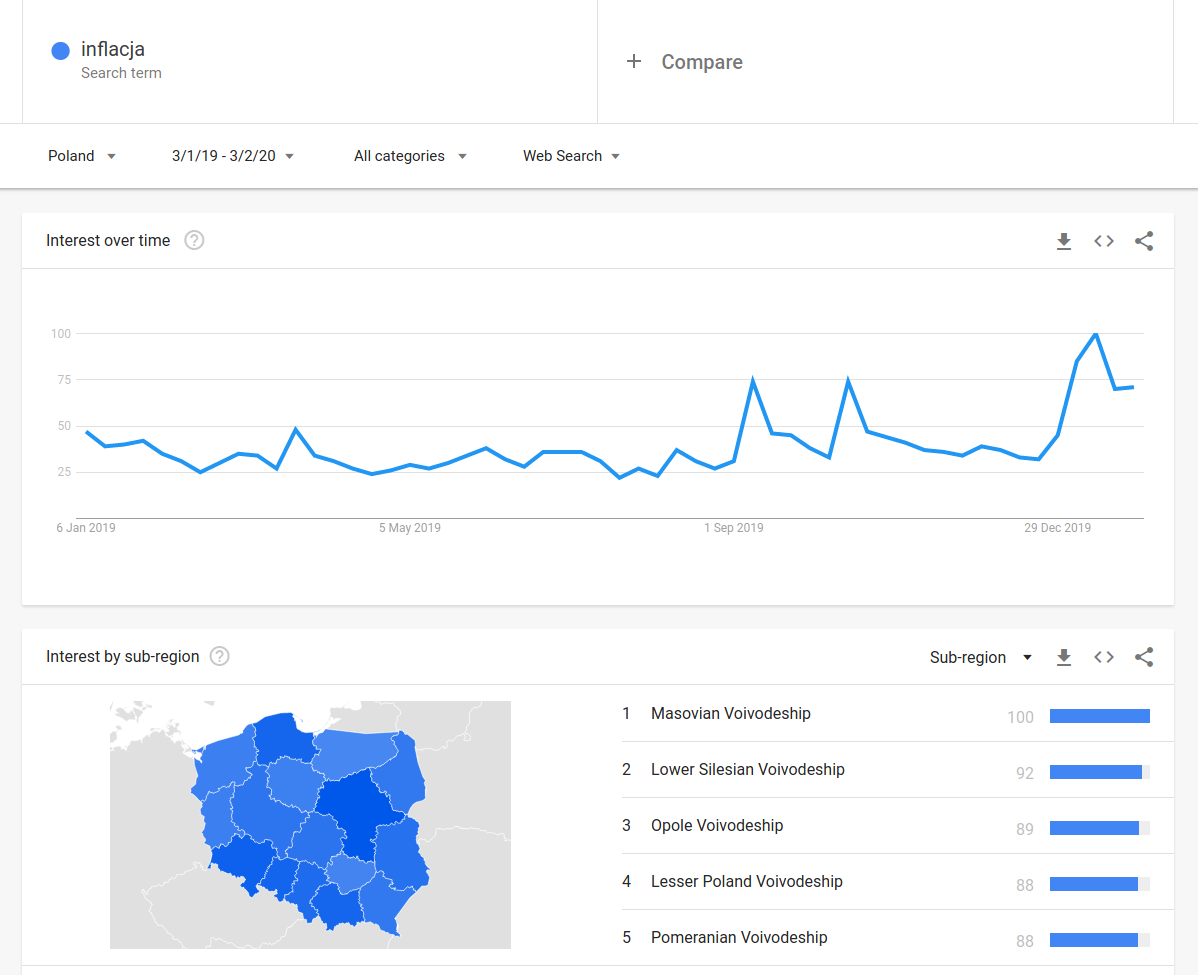 inflacja
Search term
+ Compare
Poland
3/1/19 - 3/2/20
All categories
Web Search
Interest over time
?
100
75
50
25
6 Jan 2019
5 May 2019
1 Sep 2019
29 Dec 2019
Interest by sub-region
?
Sub-region
1 Masovian Voivodeship 100
2 Lower Silesian Voivodeship 92
3 Opole Voivodeship 89
4 Lesser Poland Voivodeship 88
5 Pomeranian Voivodeship 88